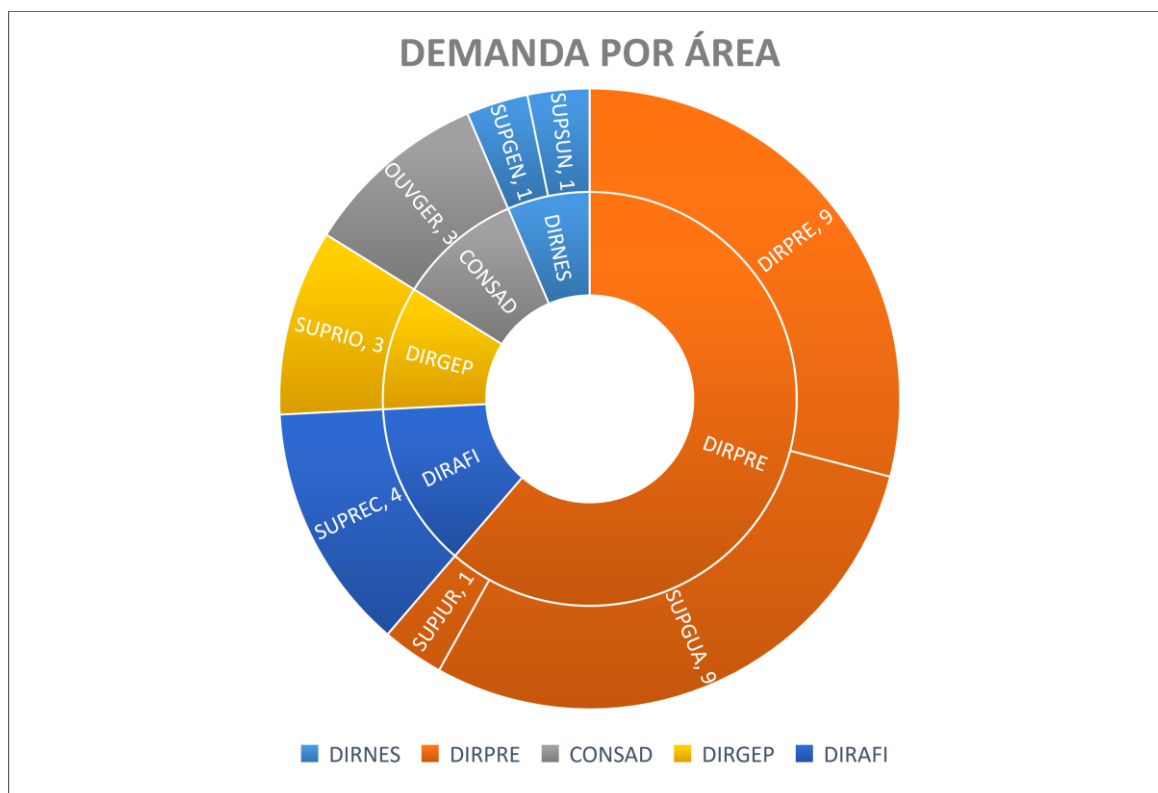 DEMANDA POR ÁREA
DIRPRE, 9
SUPGUA, 9
SUPJUR, 1
SUPREC, 4
SUPRIO, 3
OUVGER, 3
SUPGEN, 1
SUPSUN, 1
DIRPRE
DIRAFI
DIRGEP
CONSAD
DIRNES
DIRNES DIRPRE CONSAD DIRGEP DIRAFI